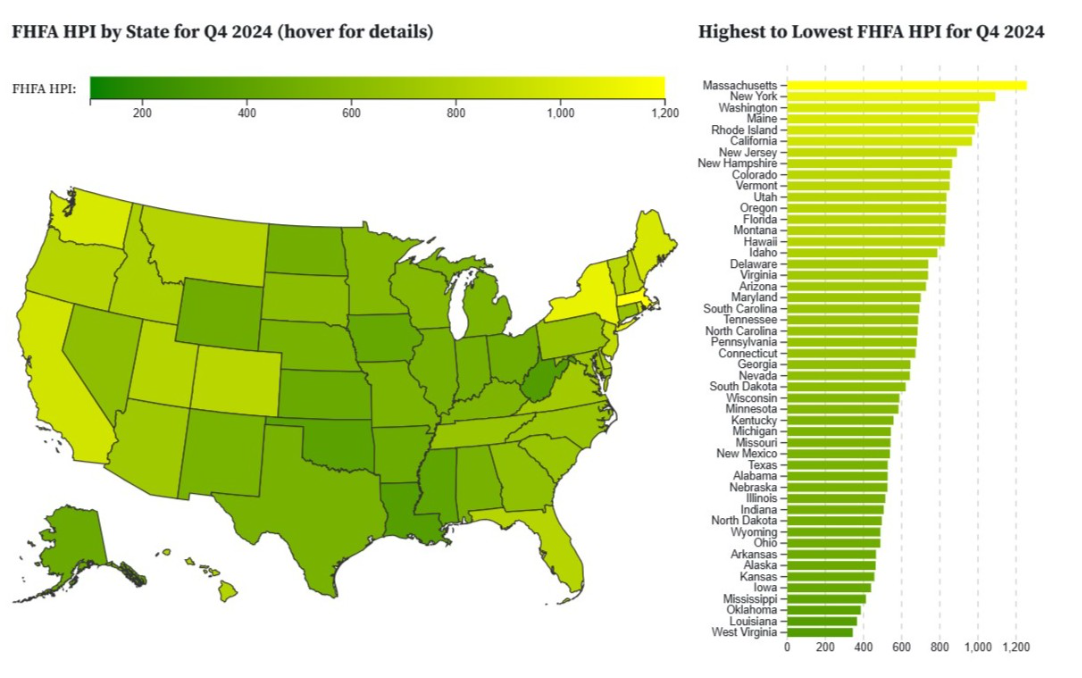 FHFA HPI by State for Q4 2024 (hover for details)
FHFA HPI:
200 400 600 800 1,000 1,200
Highest to Lowest FHFA HPI for Q4 2024
Massachusetts
New York
Washington
Maine
Rhode Island
California
New Jersey
New Hampshire
Colorado
Vermont
Utah
Oregon
Florida
Montana
Hawaii
Idaho
Delaware
Virginia
Arizona
Maryland
South Carolina
Tennessee
North Carolina
Pennsylvania
Connecticut
Georgia
Nevada
South Dakota
Wisconsin
Minnesota
Kentucky
Michigan
Missouri
New Mexico
Texas
Alabama
Nebraska
Illinois
Indiana
North Dakota
Wyoming
Ohio
Arkansas
Alaska
Kansas
Iowa
Mississippi
Oklahoma
Louisiana
West Virginia
0 200 400 600 800 1,000 1,200